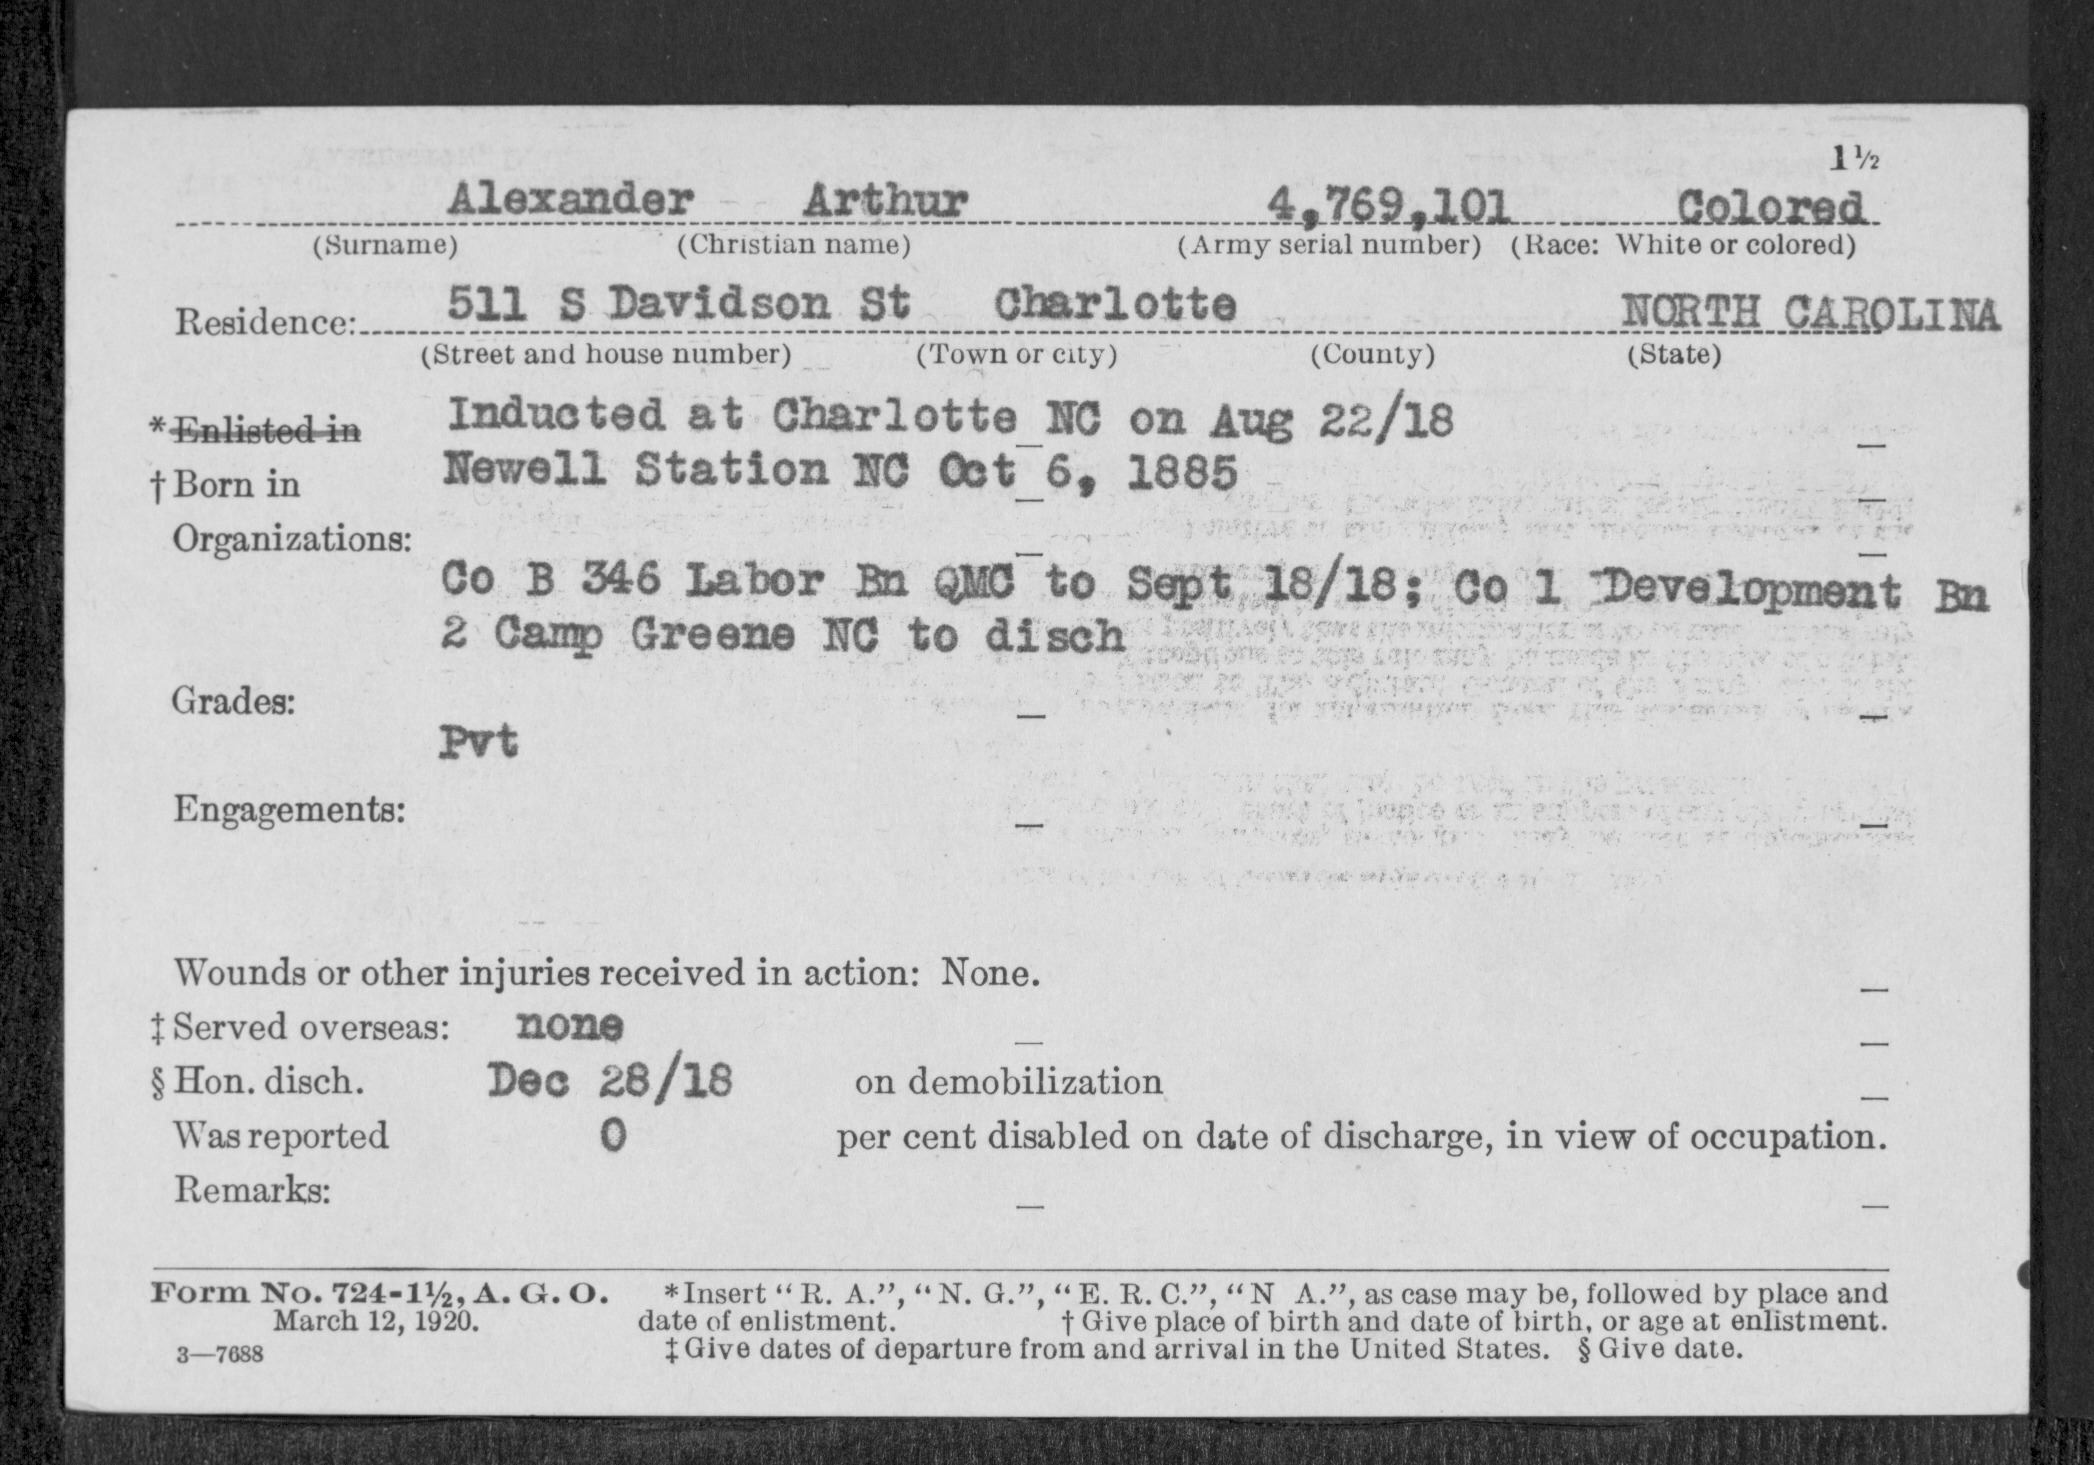 1½
Alexander Arthur 4,769,101 Colored
(Surname) (Christian name) (Army serial number) (Race: White or colored)
Residence: 511 S Davidson St Charlotte NORTH CAROLINA
(Street and house number) (Town or city) (County) (State)
*Enlisted in Inducted at Charlotte NC on Aug 22/18
†Born in Newell Station NC Oct 6, 1885
Organizations:
Co B 346 Labor Bn QMC to Sept 18/18; Co 1 Development Bn
2 Camp Greene NC to disch
Grades:
Pvt
Engagements:
Wounds or other injuries received in action: None.
‡Served overseas: none
§Hon. disch. Dec 28/18 on demobilization
Was reported 0 per cent disabled on date of discharge, in view of occupation.
Remarks:
Form No. 724-1½, A. G. O. *Insert "R. A.", "N. G.", "E. R. C.", "N A.", as case may be, followed by place and
March 12, 1920. date of enlistment. †Give place of birth and date of birth, or age at enlistment.
3—7688 ‡Give dates of departure from and arrival in the United States. §Give date.